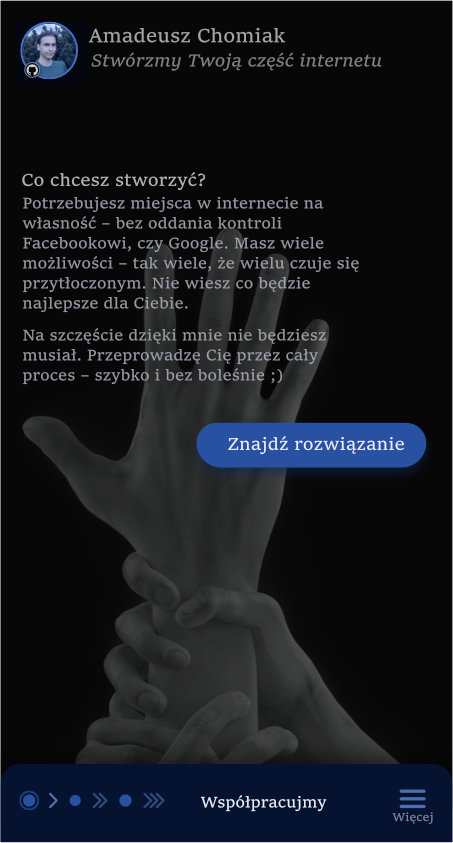 Amadeusz Chomiak
Stwórzmy Twoją część internetu
Co chcesz stworzyć?
Potrzebujesz miejsca w internecie na
własność – bez oddania kontroli
Facebookowi, czy Google. Masz wiele
możliwości – tak wiele, że wielu czuje się
przytłoczonym. Nie wiesz co będzie
najlepsze dla Ciebie.
Na szczęście dzięki mnie nie będziesz
musiał. Przeprowadzę Cię przez cały
proces – szybko i bez boleśnie ;)
Znajdź rozwiązanie
Współpracujmy
Więcej